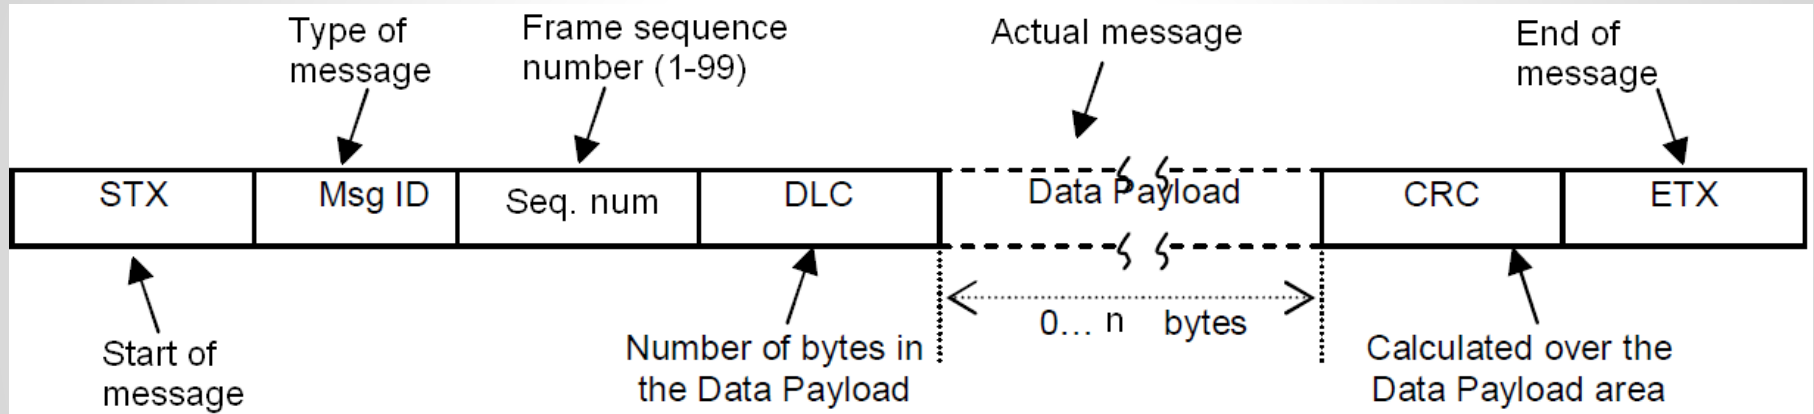 Type of
message
Frame sequence
number (1-99)
Actual message
End of
message
STX
Msg ID
Seq. num
DLC
Data Payload
CRC
ETX
0... n bytes
Start of
message
Number of bytes in
the Data Payload
Calculated over the
Data Payload area